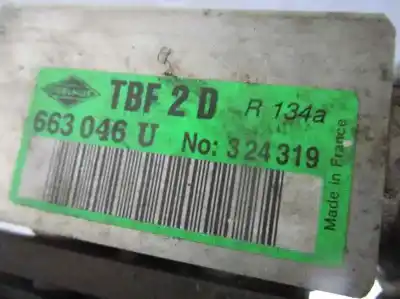 TBF 2 D R 134a
663 046 U No: 324319
Made in France